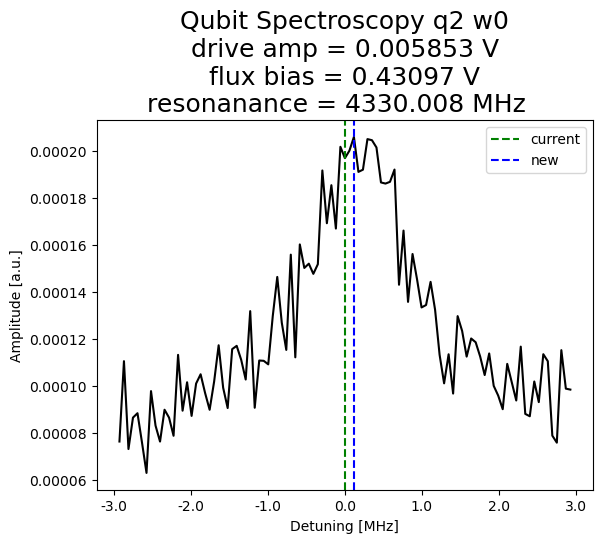 Qubit Spectroscopy q2 w0
drive amp = 0.005853 V
flux bias = 0.43097 V
resonanance = 4330.008 MHz
current
new
0.00020
0.00018
0.00016
0.00014
0.00012
0.00010
0.00008
0.00006
Amplitude [a.u.]
-3.0 -2.0 -1.0 0.0 1.0 2.0 3.0
Detuning [MHz]